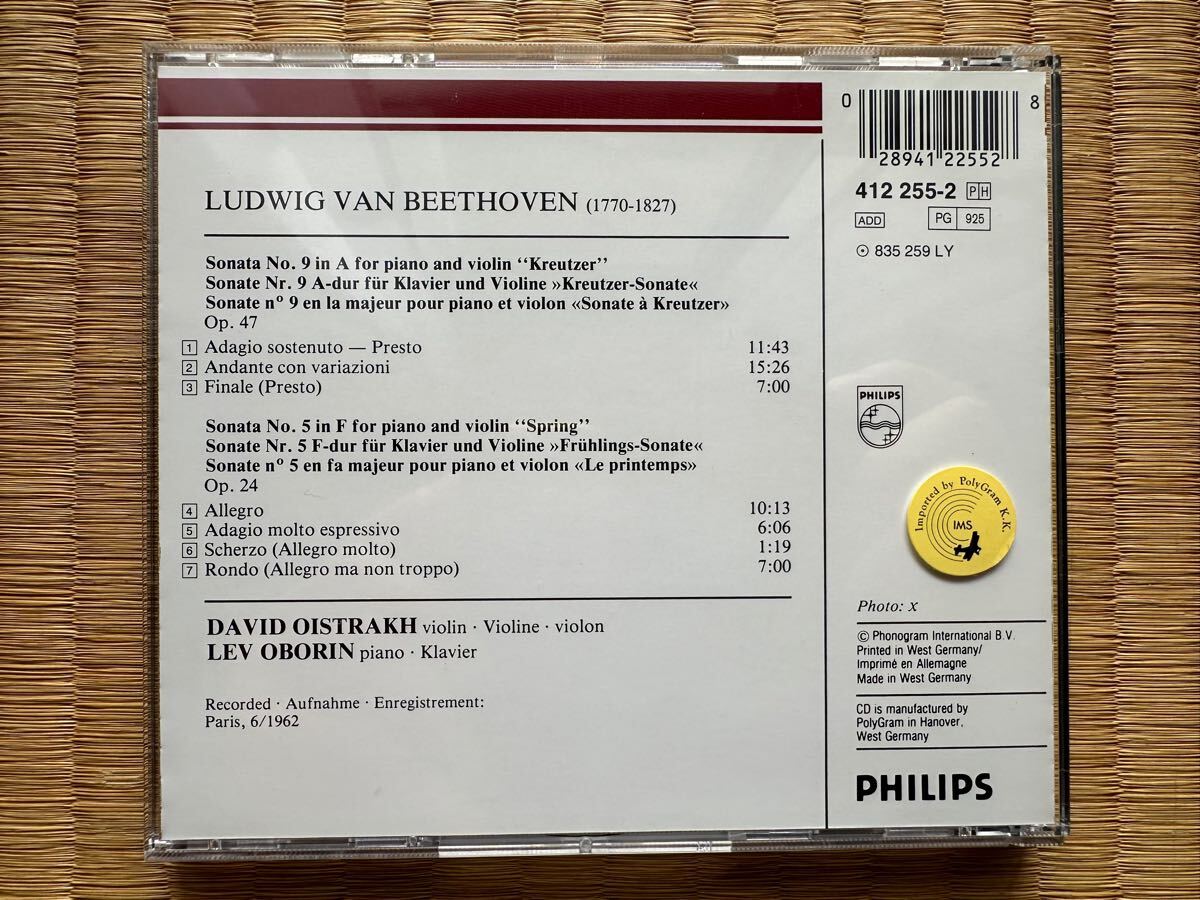 LUDWIG VAN BEETHOVEN (1770-1827)
Sonata No. 9 in A for piano and violin ‘‘Kreutzer’’
Sonate Nr. 9 A-dur für Klavier und Violine »Kreutzer-Sonate«
Sonate nº 9 en la majeur pour piano et violon «Sonate à Kreutzer»
Op. 47
1 Adagio sostenuto — Presto 11:43
2 Andante con variazioni 15:26
3 Finale (Presto) 7:00
Sonata No. 5 in F for piano and violin ‘‘Spring’’
Sonate Nr. 5 F-dur für Klavier und Violine »Frühlings-Sonate«
Sonate nº 5 en fa majeur pour piano et violon «Le printemps»
Op. 24
4 Allegro 10:13
5 Adagio molto espressivo 6:06
6 Scherzo (Allegro molto) 1:19
7 Rondo (Allegro ma non troppo) 7:00
DAVID OISTRAKH violin · Violine · violon
LEV OBORIN piano · Klavier
Recorded · Aufnahme · Enregistrement:
Paris, 6/1962
0 28941 22552 8
412 255-2 PH
ADD PG 925
835 259 LY
PHILIPS
Imported by PolyGram K.K.
IMS
Photo: x
© Phonogram International B.V.
Printed in West Germany/
Imprimé en Allemagne
Made in West Germany
CD is manufactured by
PolyGram in Hanover,
West Germany
PHILIPS